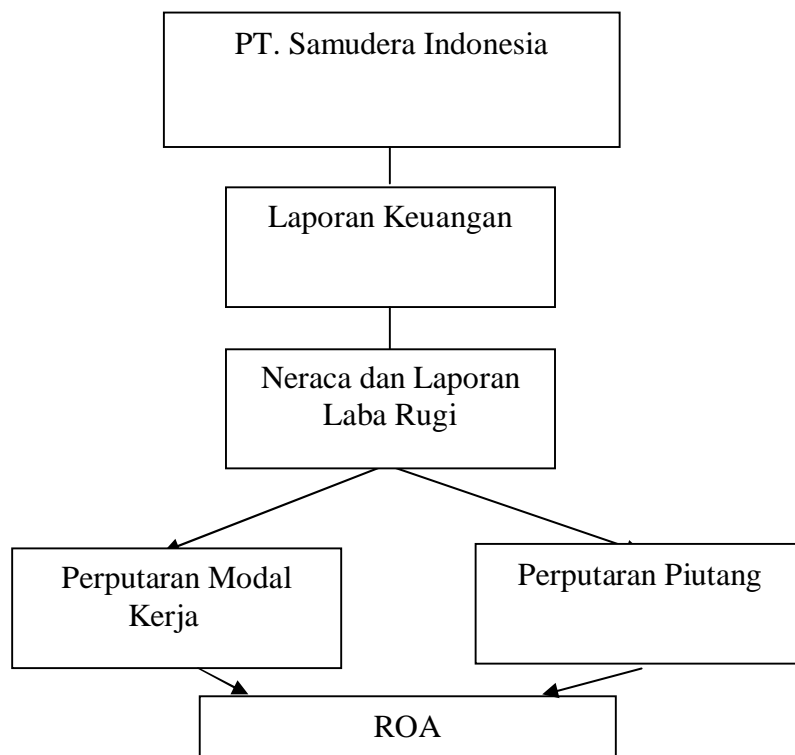 PT. Samudera Indonesia
Laporan Keuangan
Neraca dan Laporan
Laba Rugi
Perputaran Modal
Kerja
Perputaran Piutang
ROA